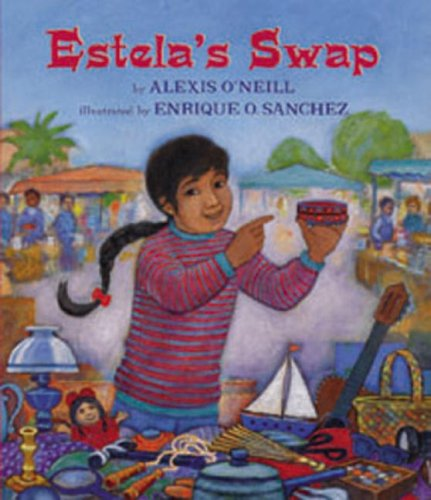 Estela's Swap
by ALEXIS O'NEILL
illustrated by ENRIQUE O. SANCHEZ